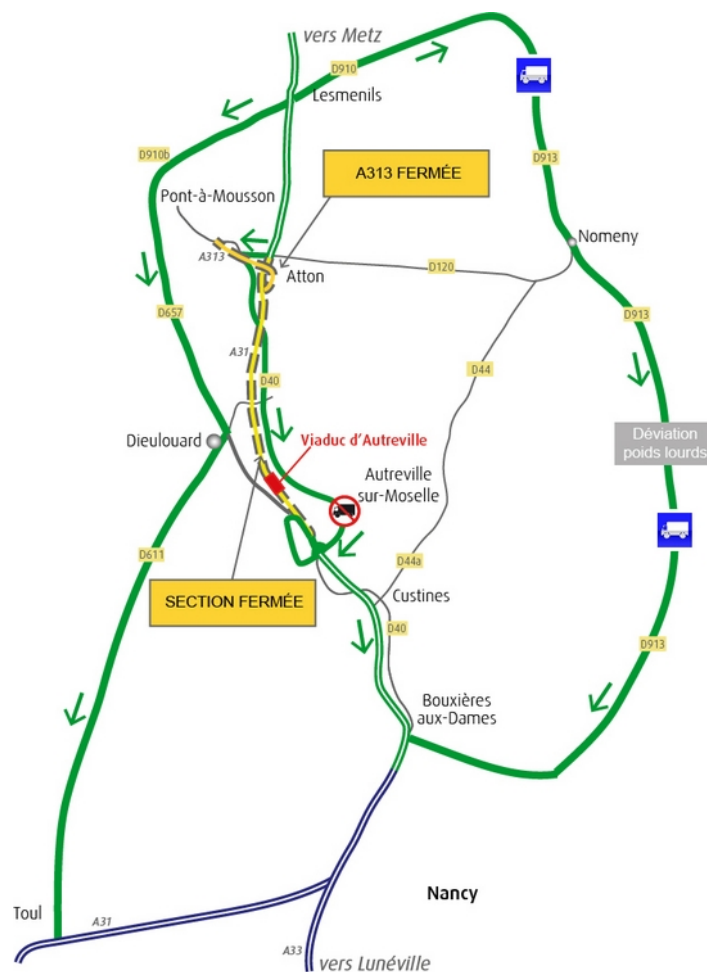 vers Metz
D910
Lesmenils
D910b
D913
A313 FERMÉE
Pont-à-Mousson
Nomeny
A313
Atton
D120
D657
D913
A31
D44
D40
Dieulouard
Viaduc d'Autreville
Déviation
poids lourds
Autreville
sur-Moselle
D611
D44a
SECTION FERMÉE
Custines
D40
D913
Bouxières
aux-Dames
Nancy
Toul
A31
A33
vers Lunéville